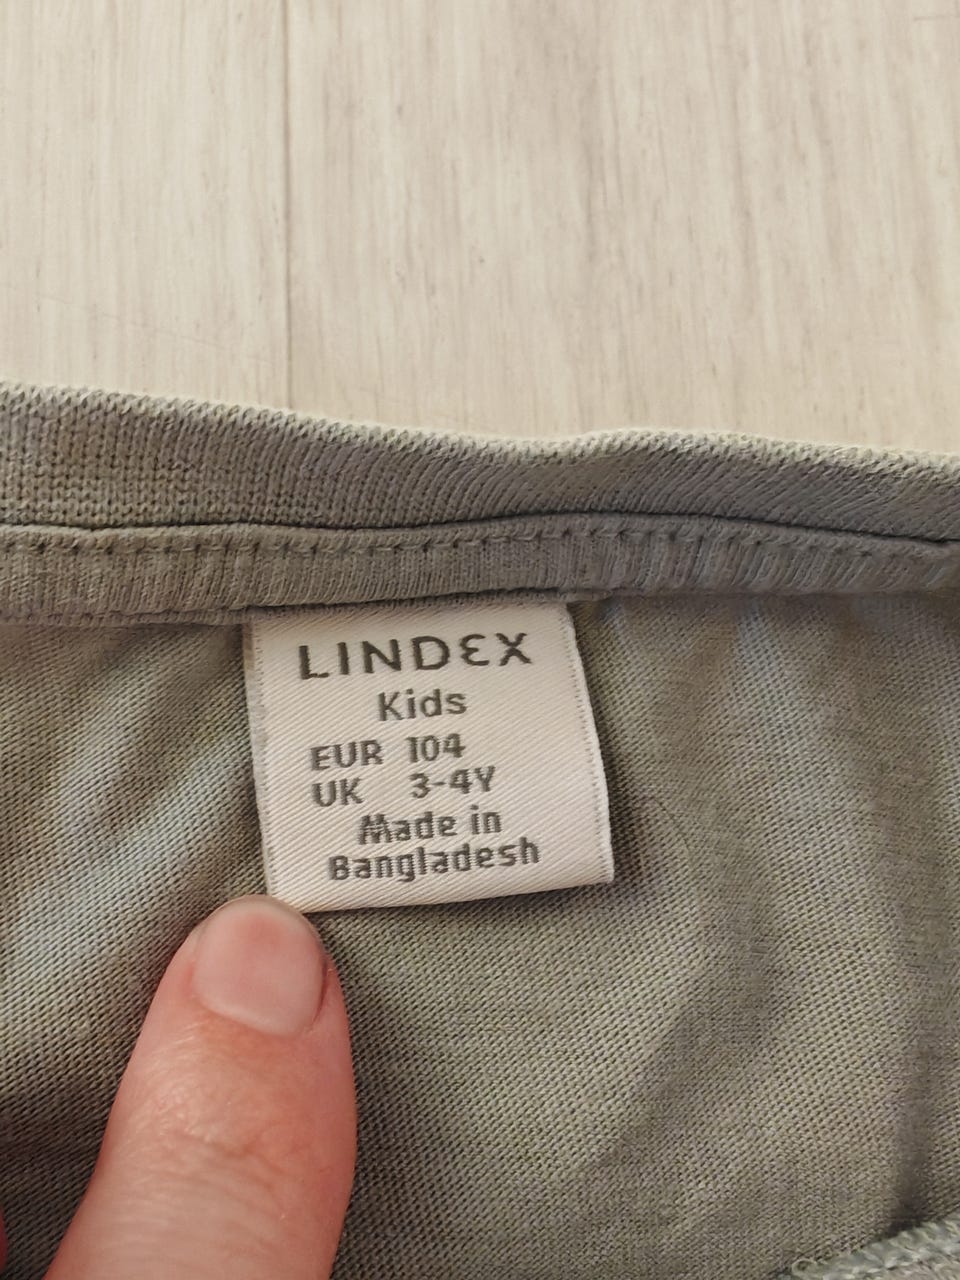 LINDEX
Kids
EUR 104
UK 3-4Y
Made in
Bangladesh